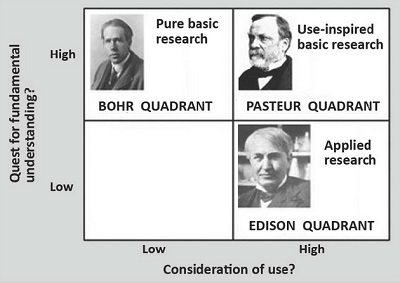 Quest for fundamental
understanding?
High
Low
Pure basic
research
BOHR QUADRANT
Use-inspired
basic research
PASTEUR QUADRANT
Applied
research
EDISON QUADRANT
Low
High
Consideration of use?